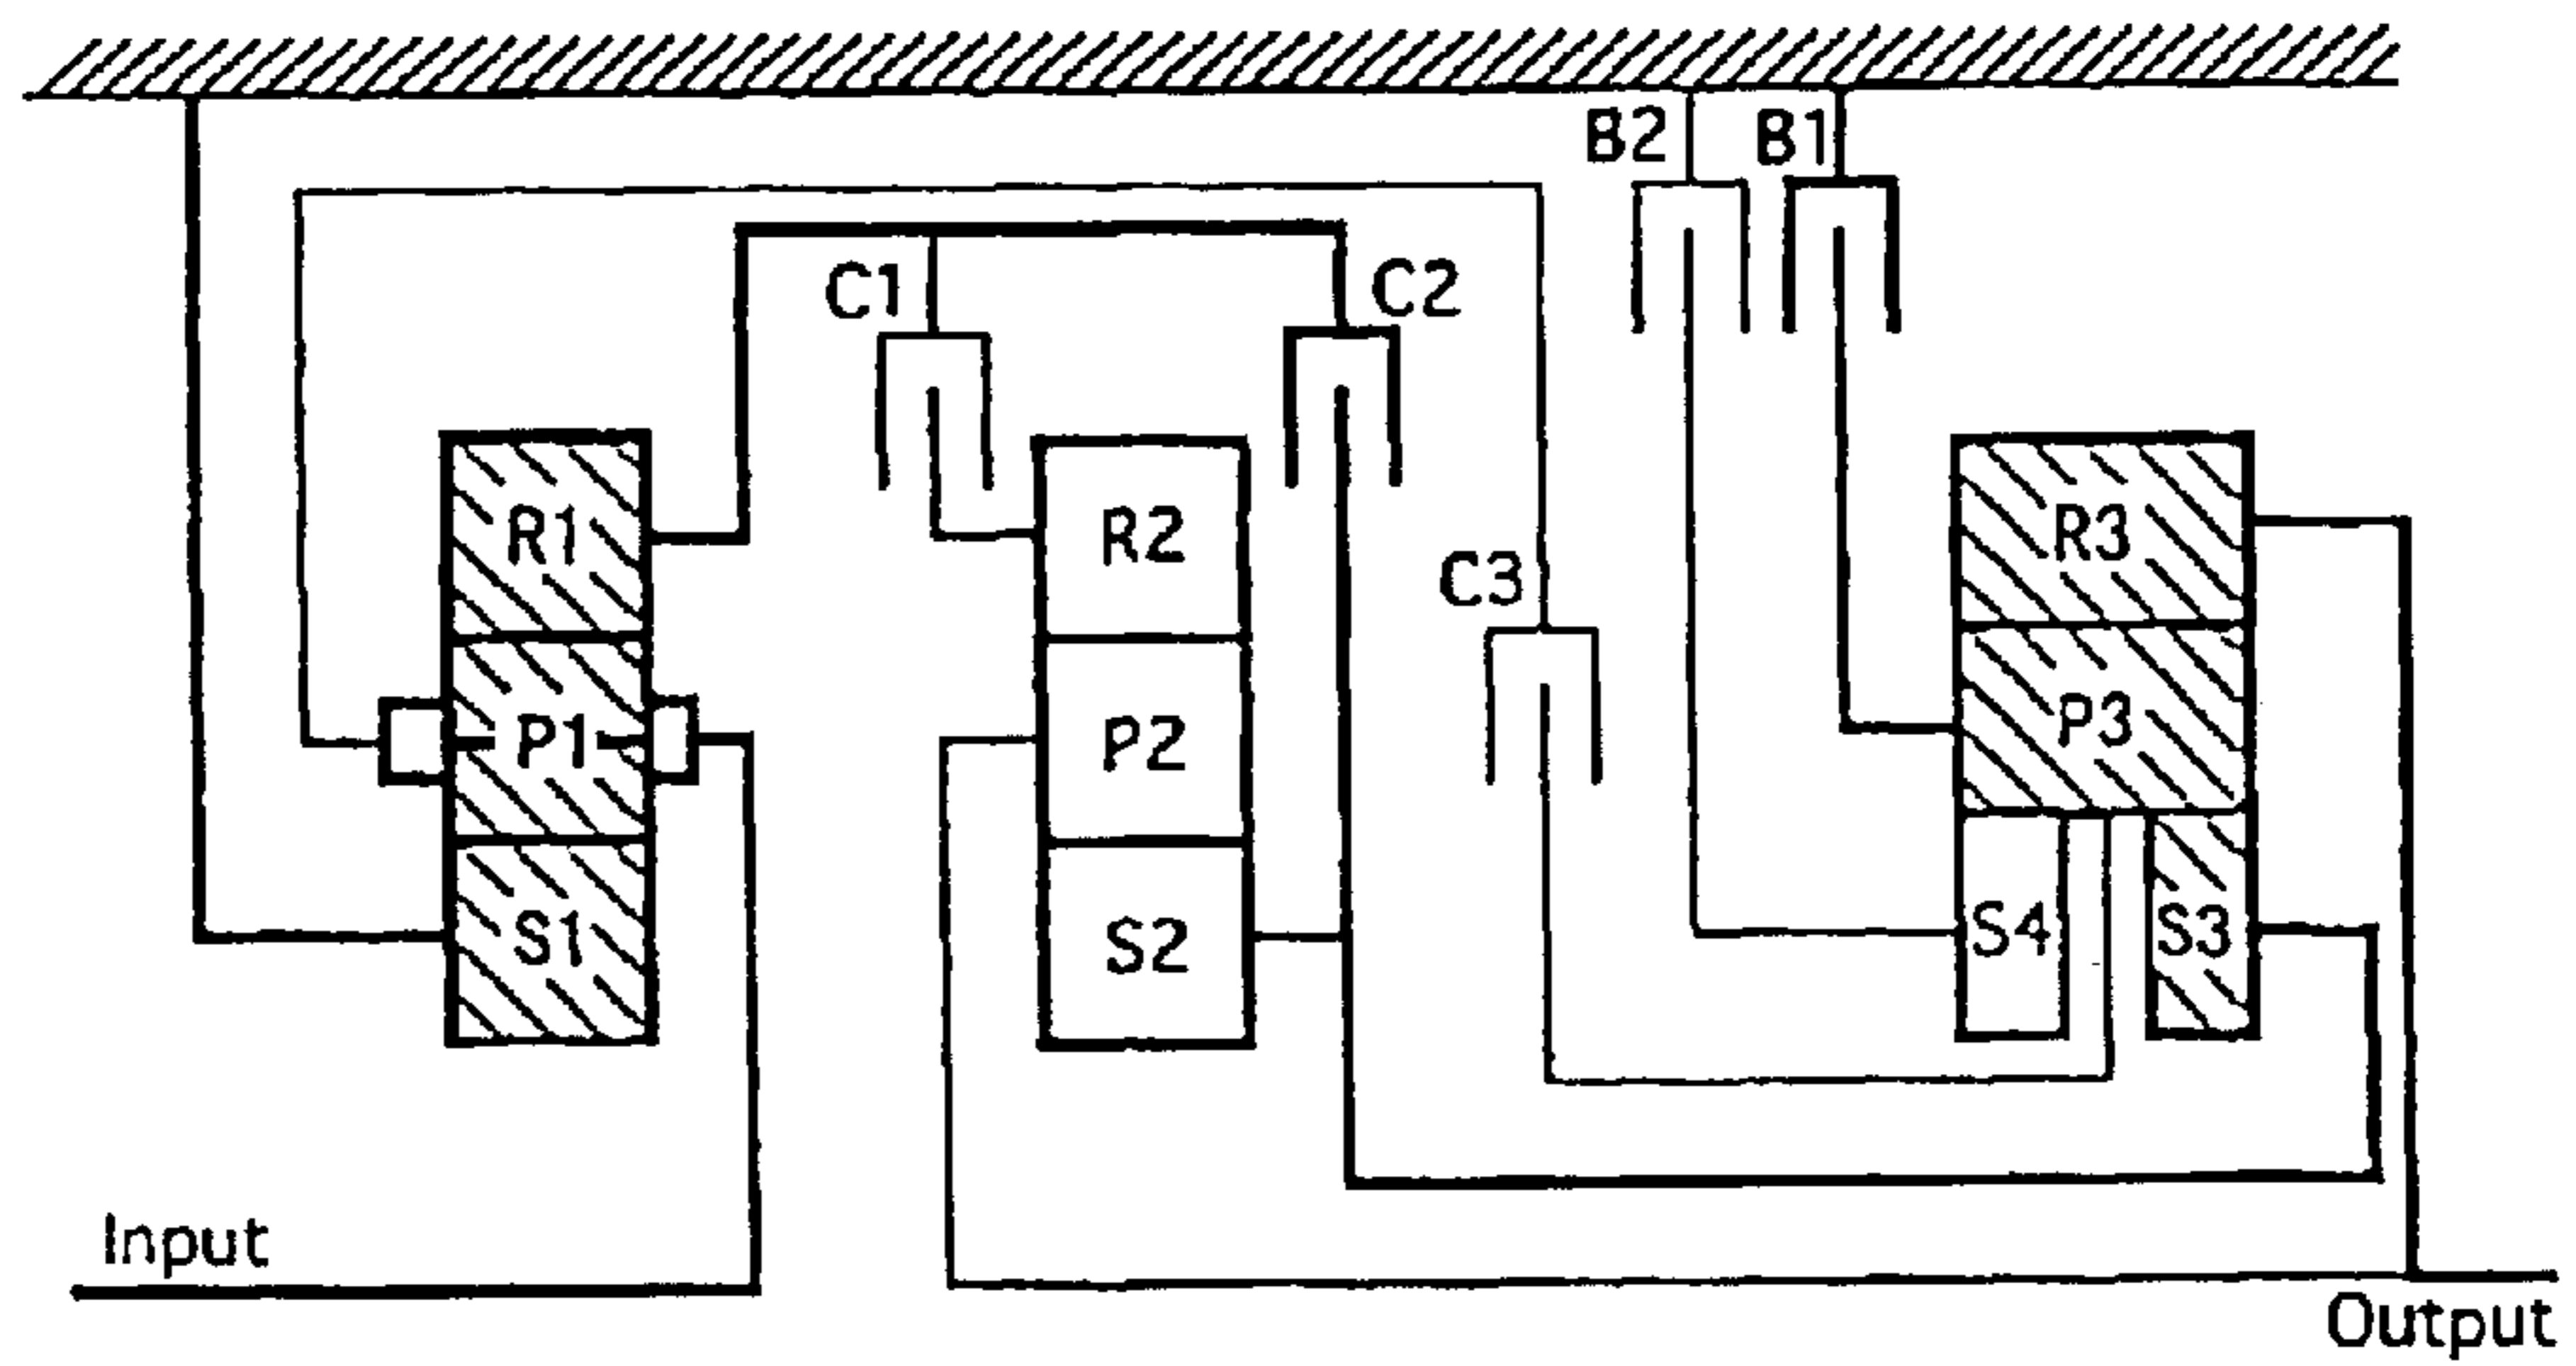 B2 B1
C1 C2
R1 R2 R3
C3
P1 P2 P3
S1 S2 S4 S3
Input
Output